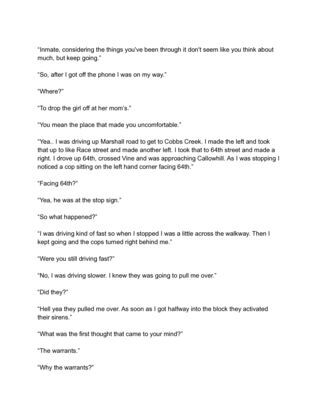 “Inmate, considering the things you’ve been through it don’t seem like you think about
much, but keep going.”
“So, after I got off the phone I was on my way.”
“Where?”
“To drop the girl off at her mom’s.”
“You mean the place that made you uncomfortable.”
“Yea.. I was driving up Marshall road to get to Cobbs Creek. I made the left and took
that up to like Race street and made another left. I took that to 64th street and made a
right. I drove up 64th, crossed Vine and was approaching Callowhill. As I was stopping I
noticed a cop sitting on the left hand corner facing 64th.”
“Facing 64th?”
“Yea, he was at the stop sign.”
“So what happened?”
“I was driving kind of fast so when I stopped I was a little across the walkway. Then I
kept going and the cops turned right behind me.”
“Were you still driving fast?”
“No, I was driving slower. I knew they was going to pull me over.”
“Did they?”
“Hell yea they pulled me over. As soon as I got halfway into the block they activated
their sirens.”
“What was the first thought that came to your mind?”
“The warrants.”
“Why the warrants?”